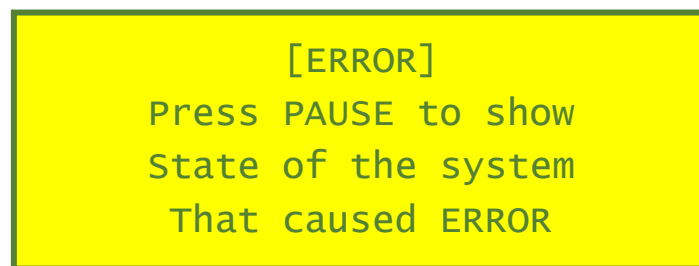 [ERROR]
Press PAUSE to show
State of the system
That caused ERROR